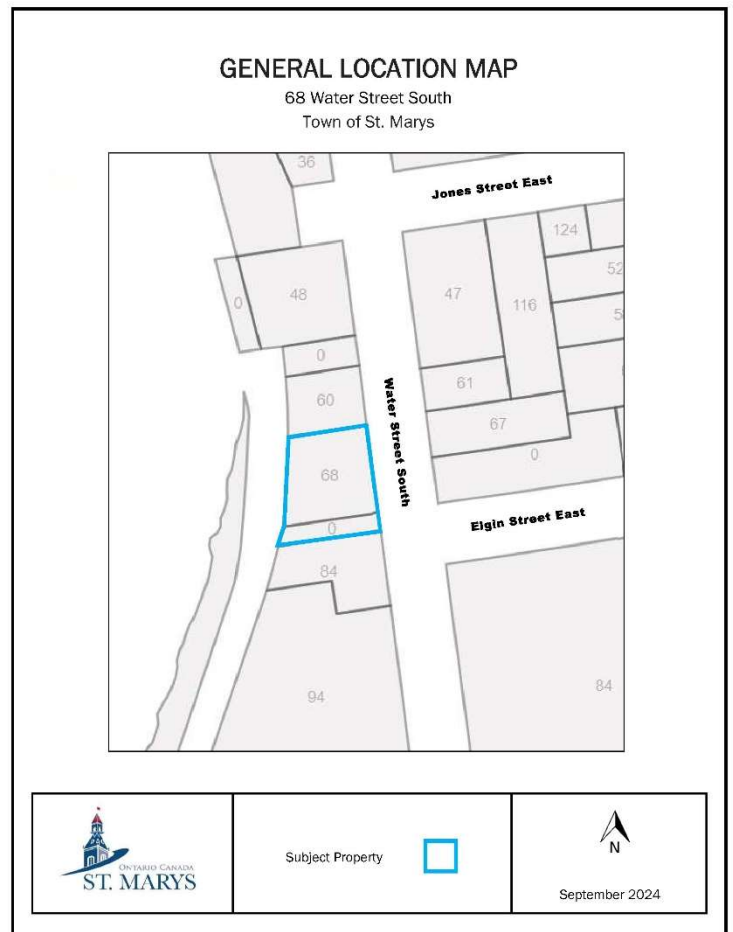 GENERAL LOCATION MAP
68 Water Street South
Town of St. Marys
36
Jones Street East
124
52
0
48
47
116
5
0
61
60
67
Water Street South
68
0
0
Elgin Street East
84
94
84
ONTARIO CANADA
ST. MARYS
Subject Property
N
September 2024